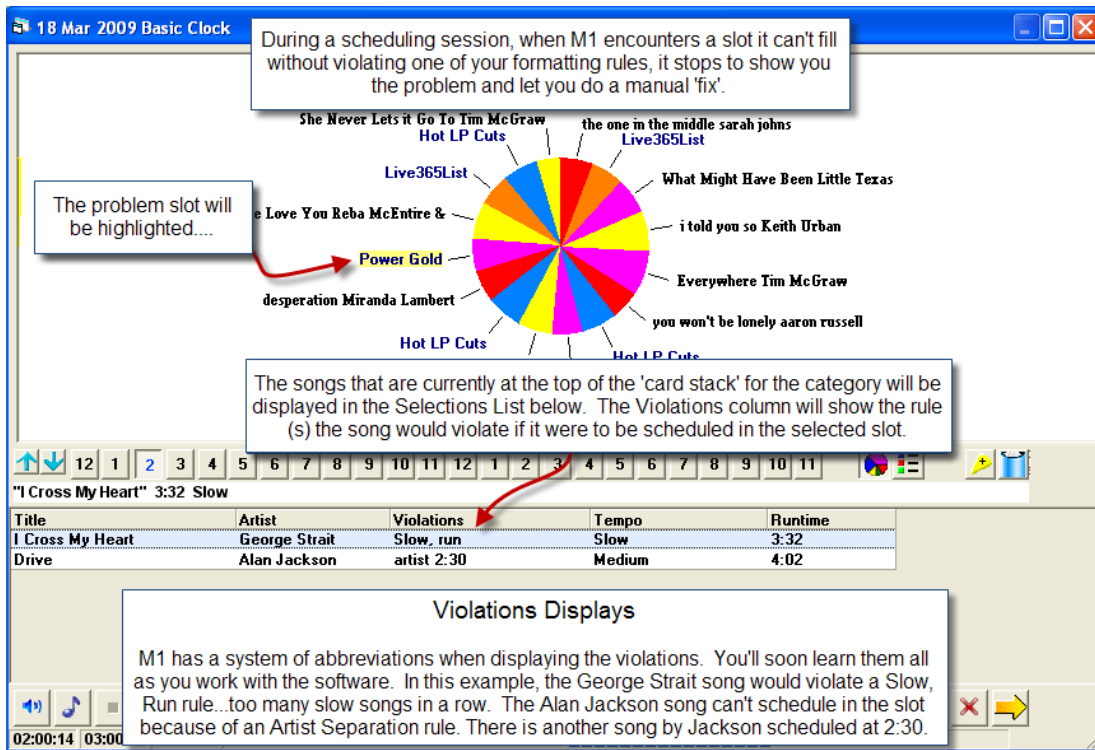 18 Mar 2009 Basic Clock
During a scheduling session, when M1 encounters a slot it can't fill
without violating one of your formatting rules, it stops to show you
the problem and let you do a manual 'fix'.
She Never Lets it Go To Tim McGraw
the one in the middle sarah johns
Hot LP Cuts
Live365List
Live365List
What Might Have Been Little Texas
The problem slot will
be highlighted....
e Love You Reba McEntire &
i told you so Keith Urban
Power Gold
Everywhere Tim McGraw
desperation Miranda Lambert
you won't be lonely aaron russell
Hot LP Cuts
Hot LP Cuts
The songs that are currently at the top of the 'card stack' for the category will be
displayed in the Selections List below. The Violations column will show the rule
(s) the song would violate if it were to be scheduled in the selected slot.
12 1 2 3 4 5 6 7 8 9 10 11 12 1 2 3 4 5 6 7 8 9 10 11
"I Cross My Heart" 3:32 Slow
Title Artist Violations Tempo Runtime
I Cross My Heart George Strait Slow, run Slow 3:32
Drive Alan Jackson artist 2:30 Medium 4:02
Violations Displays
M1 has a system of abbreviations when displaying the violations. You'll soon learn them all
as you work with the software. In this example, the George Strait song would violate a Slow,
Run rule...too many slow songs in a row. The Alan Jackson song can't schedule in the slot
because of an Artist Separation rule. There is another song by Jackson scheduled at 2:30.
02:00:14 03:00